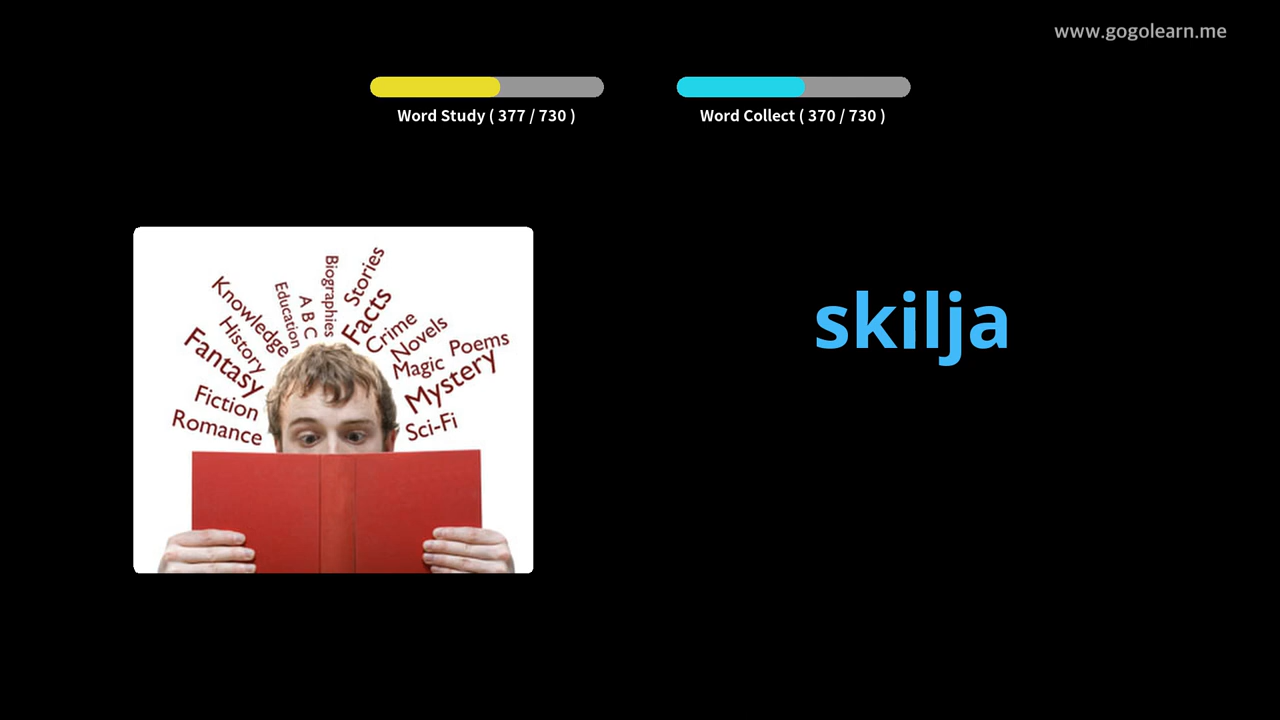 www.gogolearn.me
Word Study ( 377 / 730 )
Word Collect ( 370 / 730 )
skilja
Biographies
Stories
Knowledge
Education
A B C
Facts
Crime
History
Novels
Fantasy
Magic
Poems
Mystery
Fiction
Romance
Sci-Fi